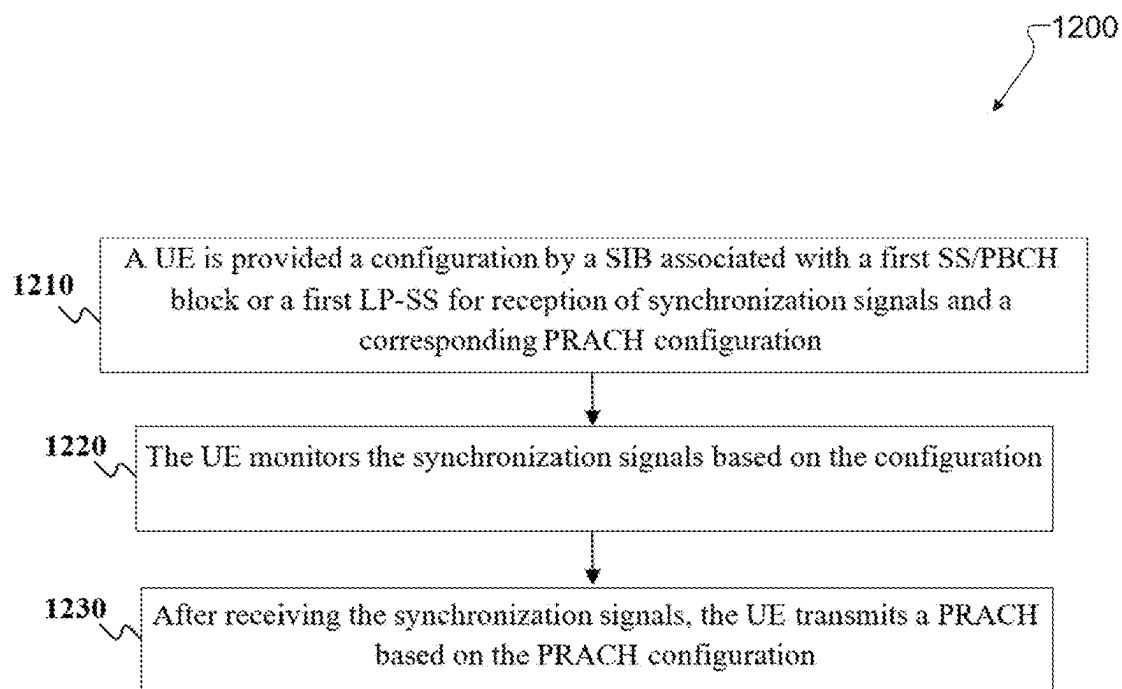 1200
A UE is provided a configuration by a SIB associated with a first SS/PBCH
1210
block or a first LP-SS for reception of synchronization signals and a
corresponding PRACH configuration
1220
The UE monitors the synchronization signals based on the configuration
1230
After receiving the synchronization signals, the UE transmits a PRACH
based on the PRACH configuration